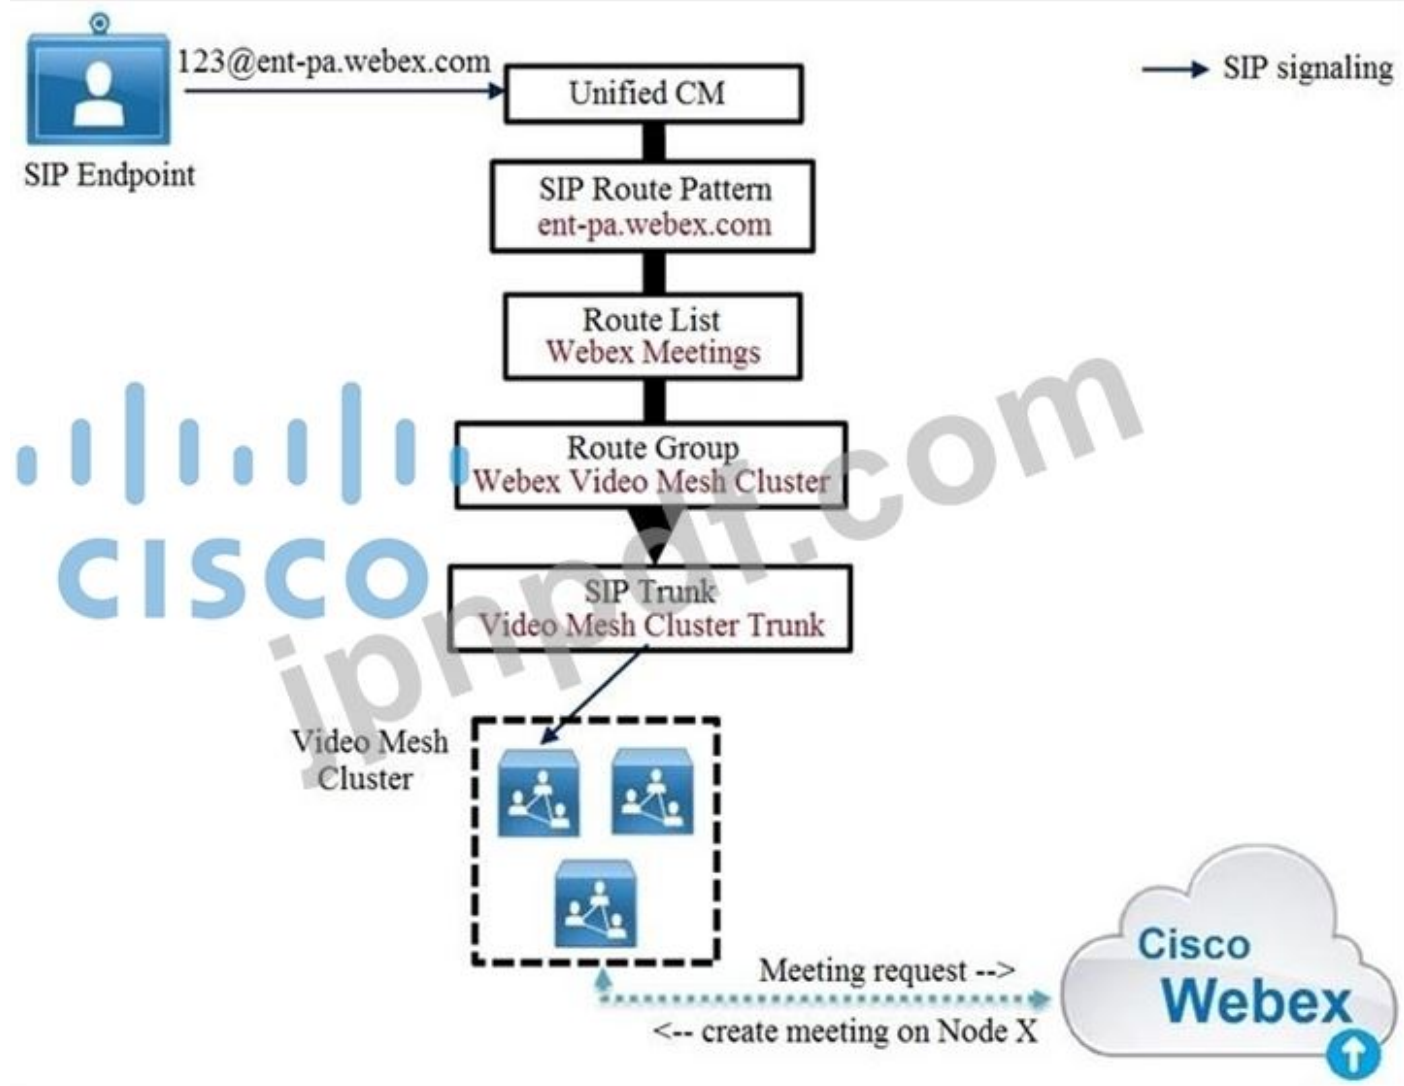 123@ent-pa.webex.com
SIP signaling
Unified CM
SIP Endpoint
SIP Route Pattern
ent-pa.webex.com
Route List
Webex Meetings
Route Group
Webex Video Mesh Cluster
CISCO
SIP Trunk
Video Mesh Cluster Trunk
jpnpdf.com
Video Mesh
Cluster
Meeting request -->
<-- create meeting on Node X
Cisco
Webex